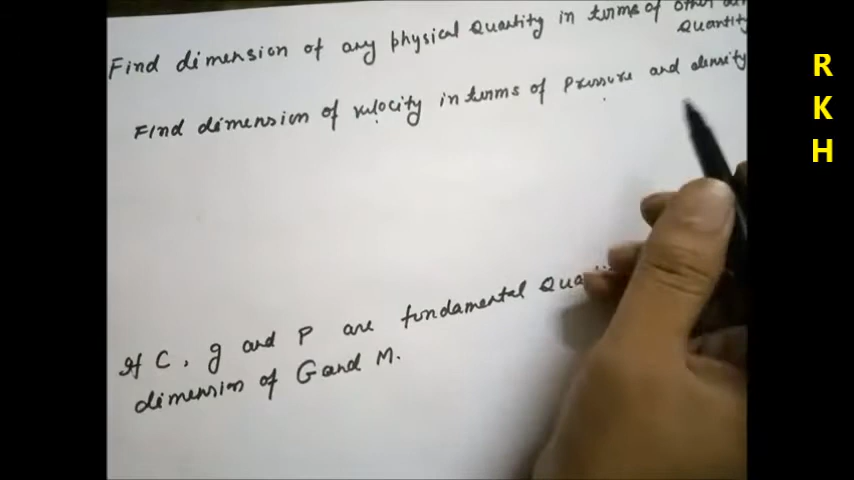 Find dimension of any physical Quantity in terms of other
Quantity
Find dimension of velocity in terms of Pressure and density
If C, g and P are fundamental
dimension of G and M.
R
K
H